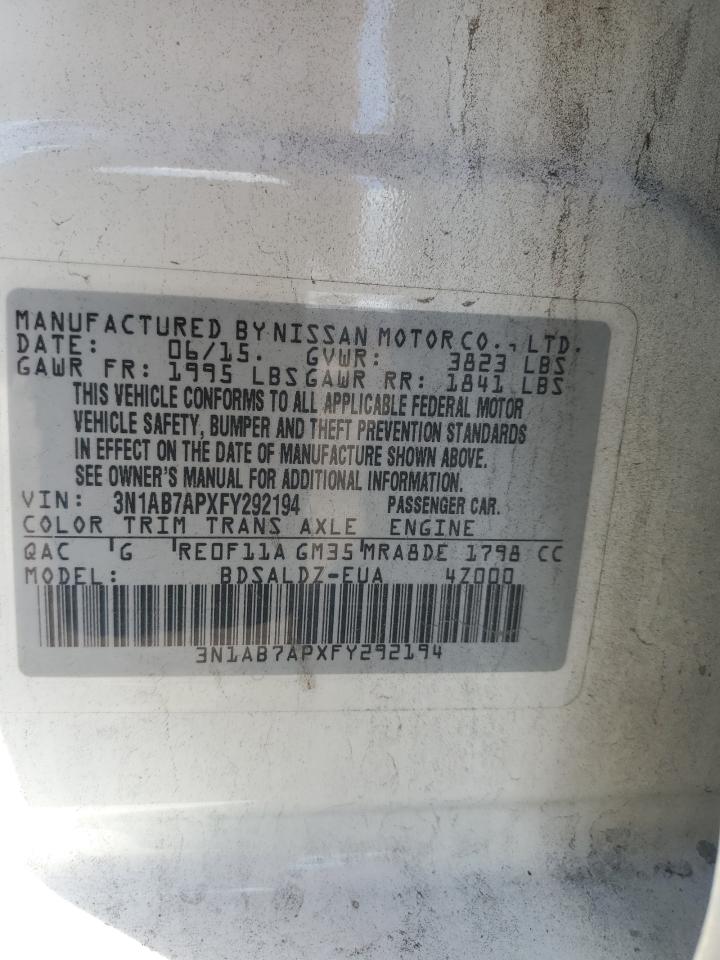 MANUFACTURED BY NISSAN MOTOR CO., LTD.
DATE: 06/15. GVWR: 3823 LBS
GAWR FR: 1995 LBS GAWR RR: 1841 LBS
THIS VEHICLE CONFORMS TO ALL APPLICABLE FEDERAL MOTOR
VEHICLE SAFETY, BUMPER AND THEFT PREVENTION STANDARDS
IN EFFECT ON THE DATE OF MANUFACTURE SHOWN ABOVE.
SEE OWNER'S MANUAL FOR ADDITIONAL INFORMATION.
VIN: 3N1AB7APXFY292194 PASSENGER CAR.
COLOR TRIM TRANS AXLE ENGINE
QAC G RE0F11A GM35 MRA8DE 1798 CC
MODEL: BDSALDZ-EUA 4Z000
3N1AB7APXFY292194